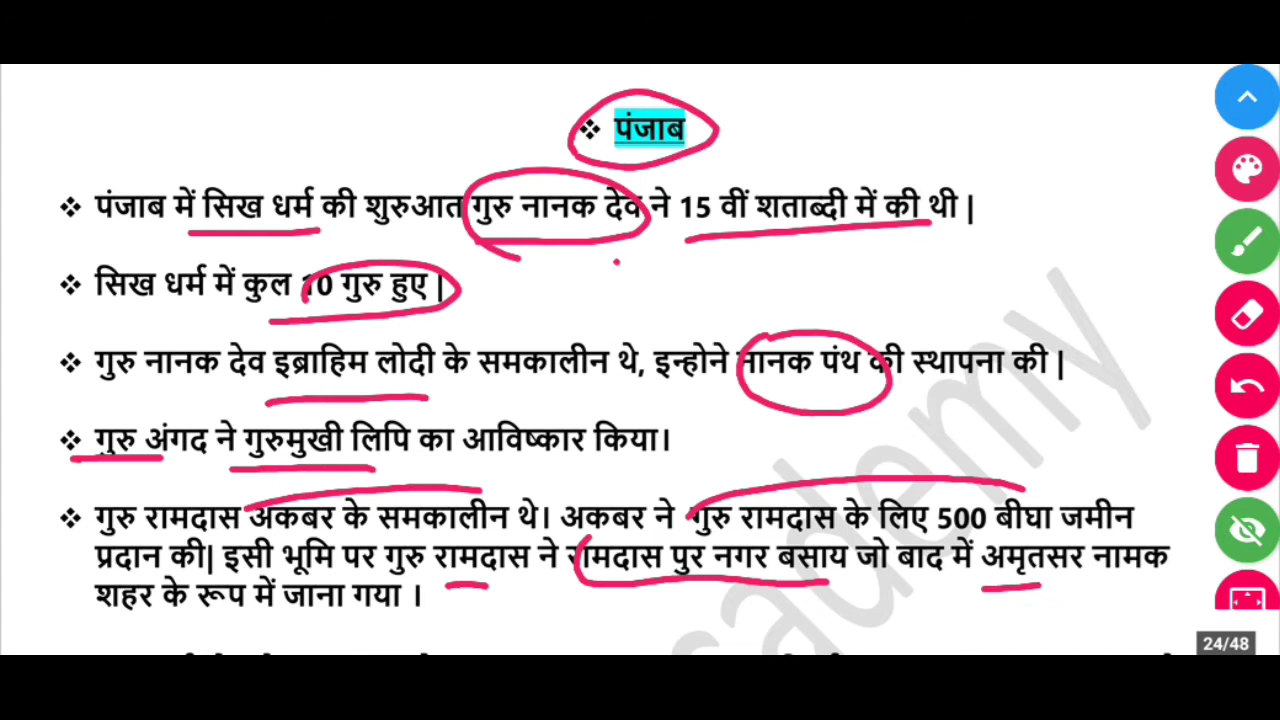 ❖ पंजाब
❖ पंजाब में सिख धर्म की शुरुआत गुरु नानक देव ने 15 वीं शताब्दी में की थी |
❖ सिख धर्म में कुल 10 गुरु हुए |
❖ गुरु नानक देव इब्राहिम लोदी के समकालीन थे, इन्होने नानक पंथ की स्थापना की |
❖ गुरु अंगद ने गुरुमुखी लिपि का आविष्कार किया।
❖ गुरु रामदास अकबर के समकालीन थे। अकबर ने गुरु रामदास के लिए 500 बीघा जमीन
प्रदान की| इसी भूमि पर गुरु रामदास ने रामदास पुर नगर बसाय जो बाद में अमृतसर नामक
शहर के रूप में जाना गया ।
24/48